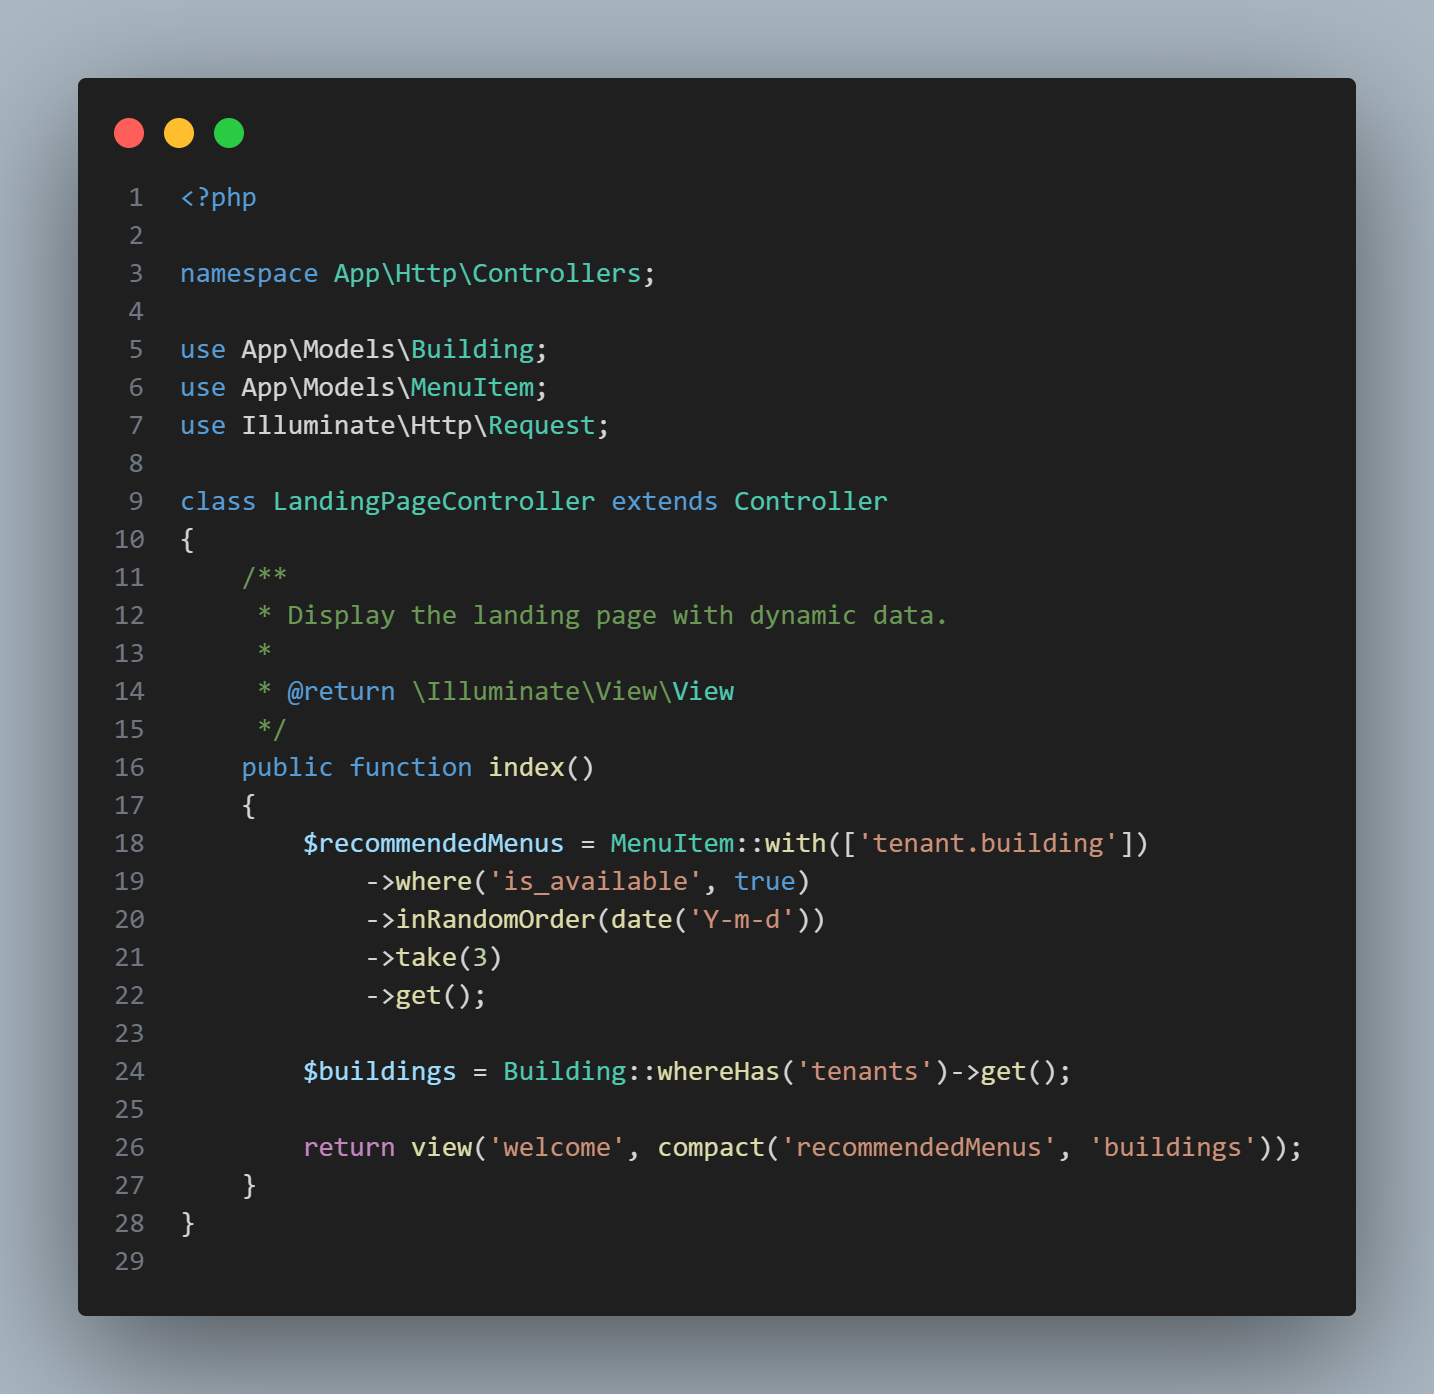 1 <?php
2
3 namespace App\Http\Controllers;
4
5 use App\Models\Building;
6 use App\Models\MenuItem;
7 use Illuminate\Http\Request;
8
9 class LandingPageController extends Controller
10 {
11     /**
12      * Display the landing page with dynamic data.
13      *
14      * @return \Illuminate\View\View
15      */
16     public function index()
17     {
18         $recommendedMenus = MenuItem::with(['tenant.building'])
19             ->where('is_available', true)
20             ->inRandomOrder(date('Y-m-d'))
21             ->take(3)
22             ->get();
23
24         $buildings = Building::whereHas('tenants')->get();
25
26         return view('welcome', compact('recommendedMenus', 'buildings'));
27     }
28 }
29